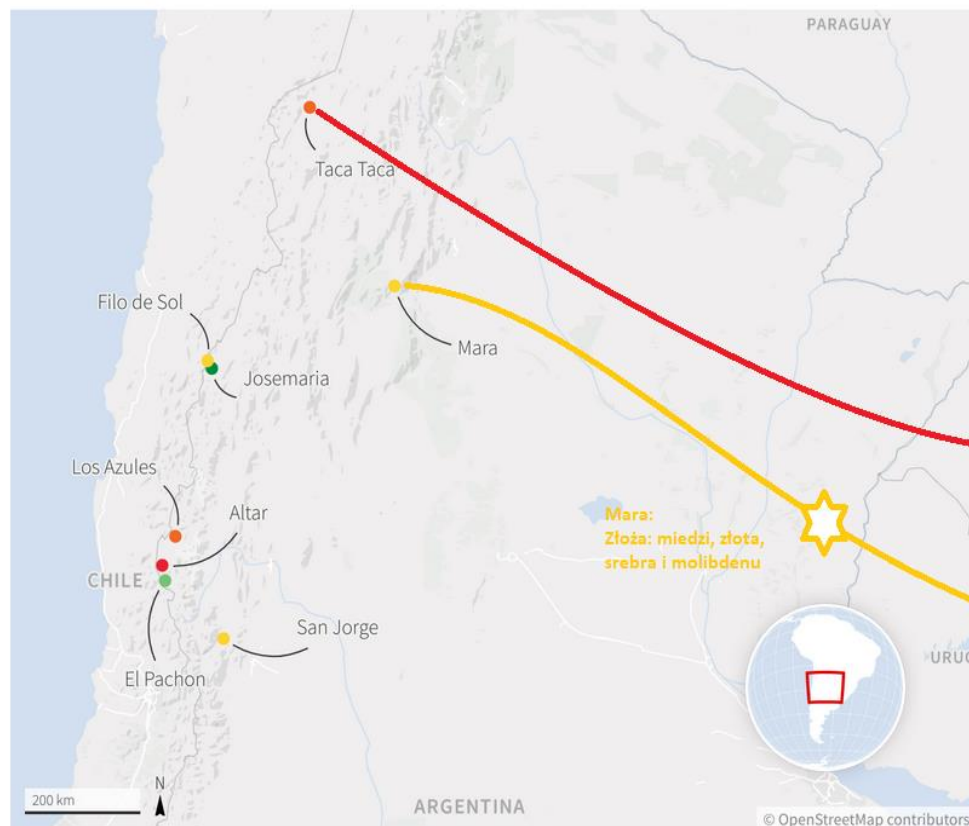 PARAGUAY
Taca Taca
Filo de Sol
Mara
Josemaria
Los Azules
Altar
Mara:
Złoża: miedzi, złota,
srebra i molibdenu
CHILE
San Jorge
URUG
El Pachon
N
200 km
ARGENTINA
© OpenStreetMap contributors